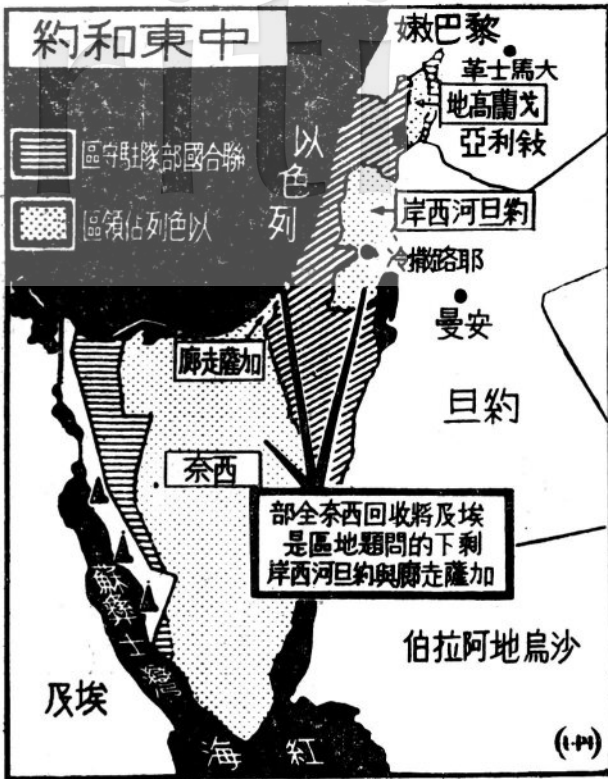 中東和約
黎巴嫩
大馬士革
戈蘭高地
敍利亞
聯合國部隊駐守區
以色列佔領區
以色列
約旦河西岸
耶路撒冷
安曼
約旦
加薩走廊
西奈
埃及將收回西奈全部
剩下的問題地區是
加薩走廊與約旦河西岸
蘇彝士灣
沙烏地阿拉伯
埃及
紅海